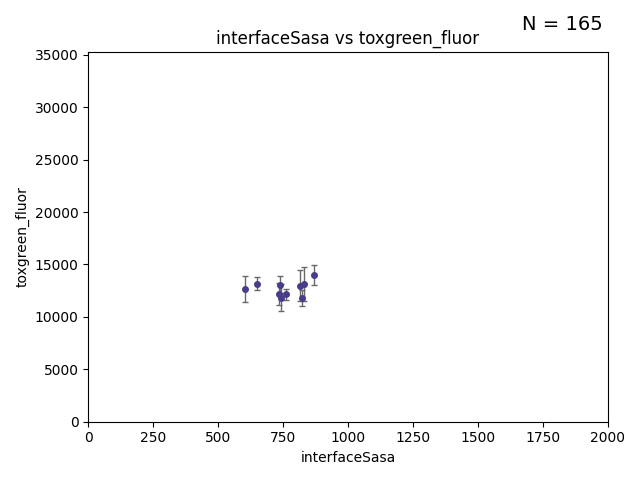 N = 165
interfaceSasa vs toxgreen_fluor
toxgreen_fluor
35000
30000
25000
20000
15000
10000
5000
0
0 250 500 750 1000 1250 1500 1750 2000
interfaceSasa